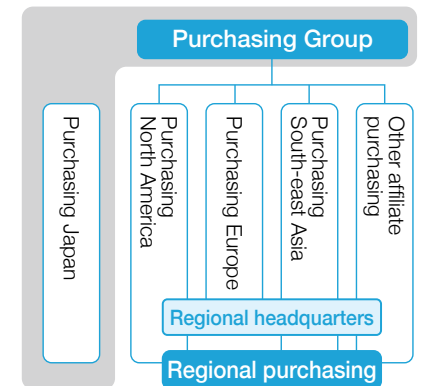 Purchasing Group
Purchasing Japan
Purchasing
North America
Purchasing Europe
Purchasing
South-east Asia
Other affiliate
purchasing
Regional headquarters
Regional purchasing